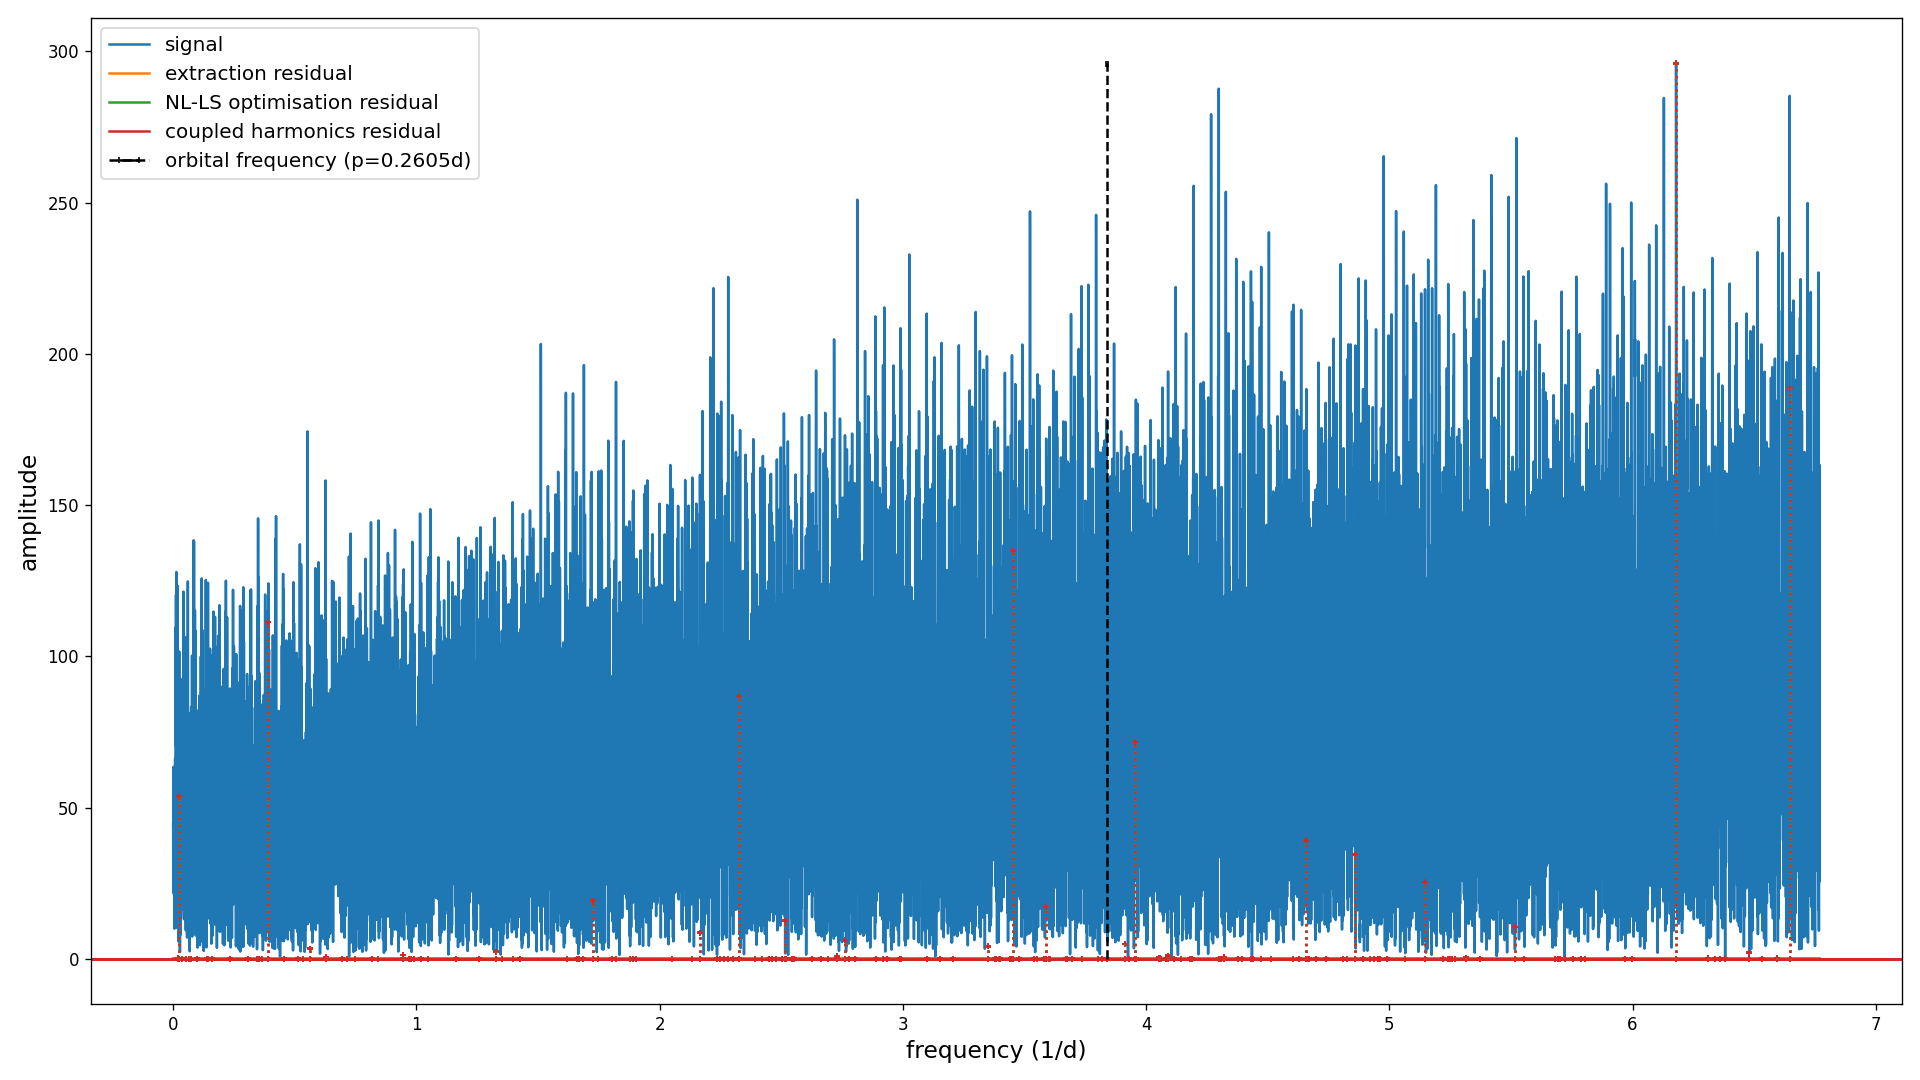 signal
extraction residual
NL-LS optimisation residual
coupled harmonics residual
orbital frequency (p=0.2605d)
300
250
200
150
100
50
0
amplitude
0 1 2 3 4 5 6 7
frequency (1/d)